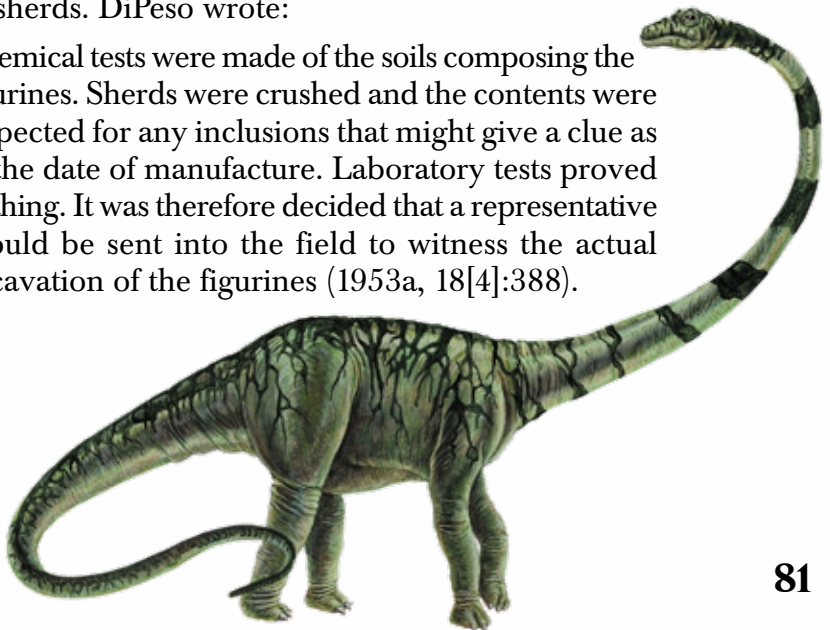 sherds. DiPeso wrote:
emical tests were made of the soils composing the
urines. Sherds were crushed and the contents were
pected for any inclusions that might give a clue as
the date of manufacture. Laboratory tests proved
thing. It was therefore decided that a representative
ould be sent into the field to witness the actual
cavation of the figurines (1953a, 18[4]:388).
81